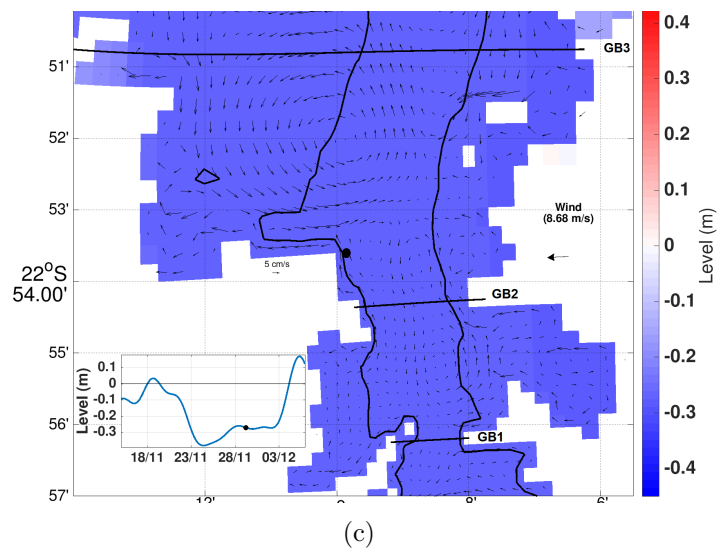 GB3
51'
52'
53'
22°S
54.00'
55'
56'
57'
Wind
(8.68 m/s)
5 cm/s
GB2
GB1
Level (m)
0.1
0
-0.1
-0.2
-0.3
18/11
23/11
28/11
03/12
8'
6'
0.4
0.3
0.2
0.1
0
-0.1
-0.2
-0.3
-0.4
Level (m)
(c)